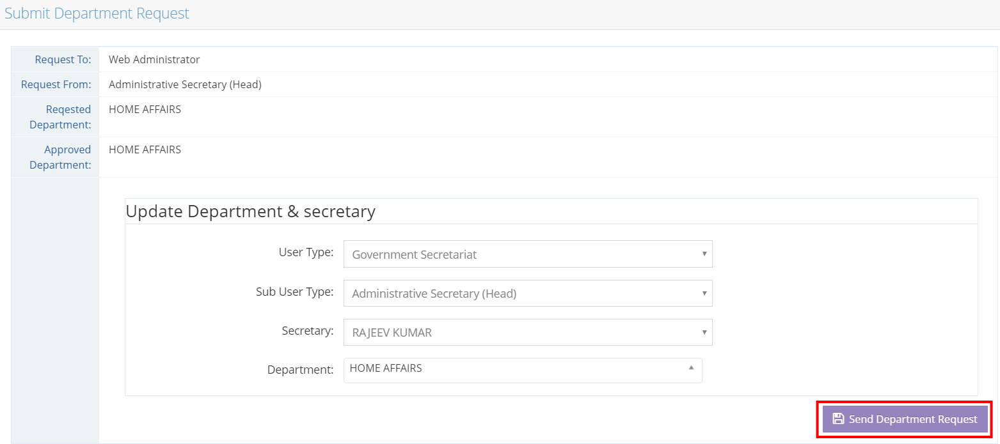 Submit Department Request
Request To: Web Administrator
Request From: Administrative Secretary (Head)
Reqested HOME AFFAIRS
Department:
Approved HOME AFFAIRS
Department:
Update Department & secretary
User Type: Government Secretariat
Sub User Type: Administrative Secretary (Head)
Secretary: RAJEEV KUMAR
Department: HOME AFFAIRS
Send Department Request